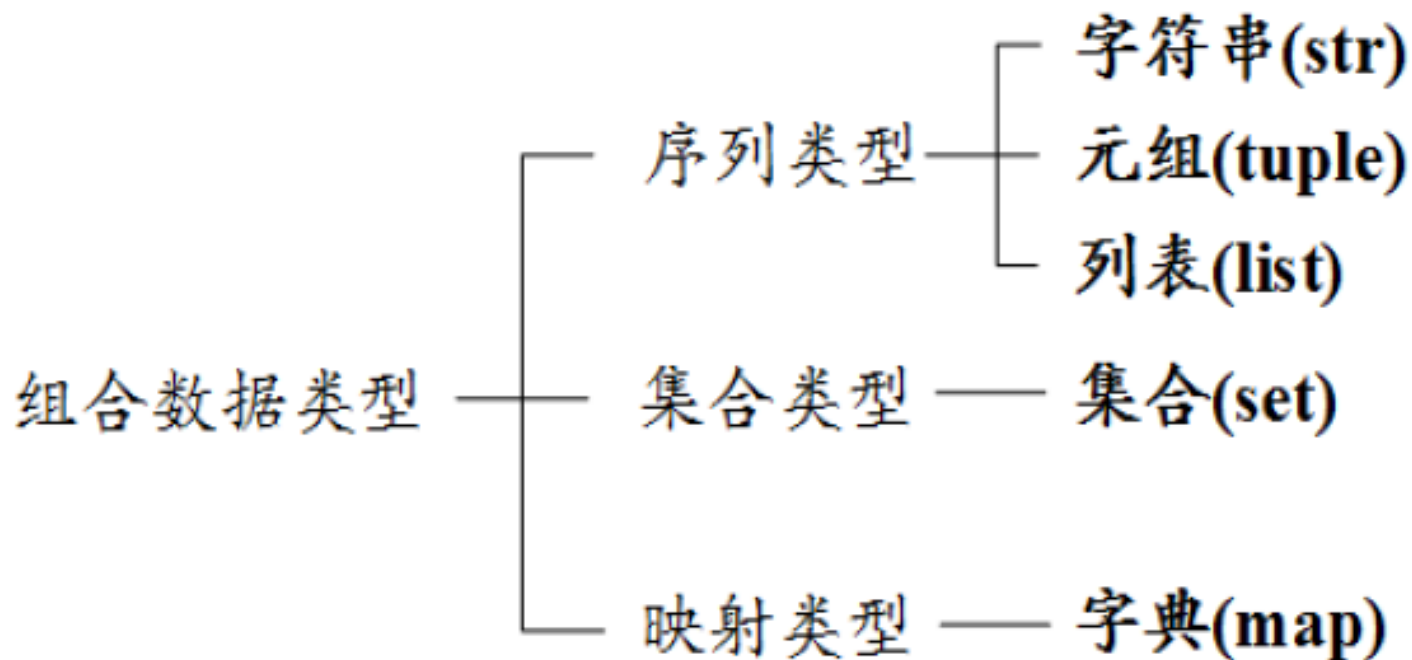 字符串(str)
序列类型
元组(tuple)
列表(list)
组合数据类型
集合类型
集合(set)
映射类型
字典(map)